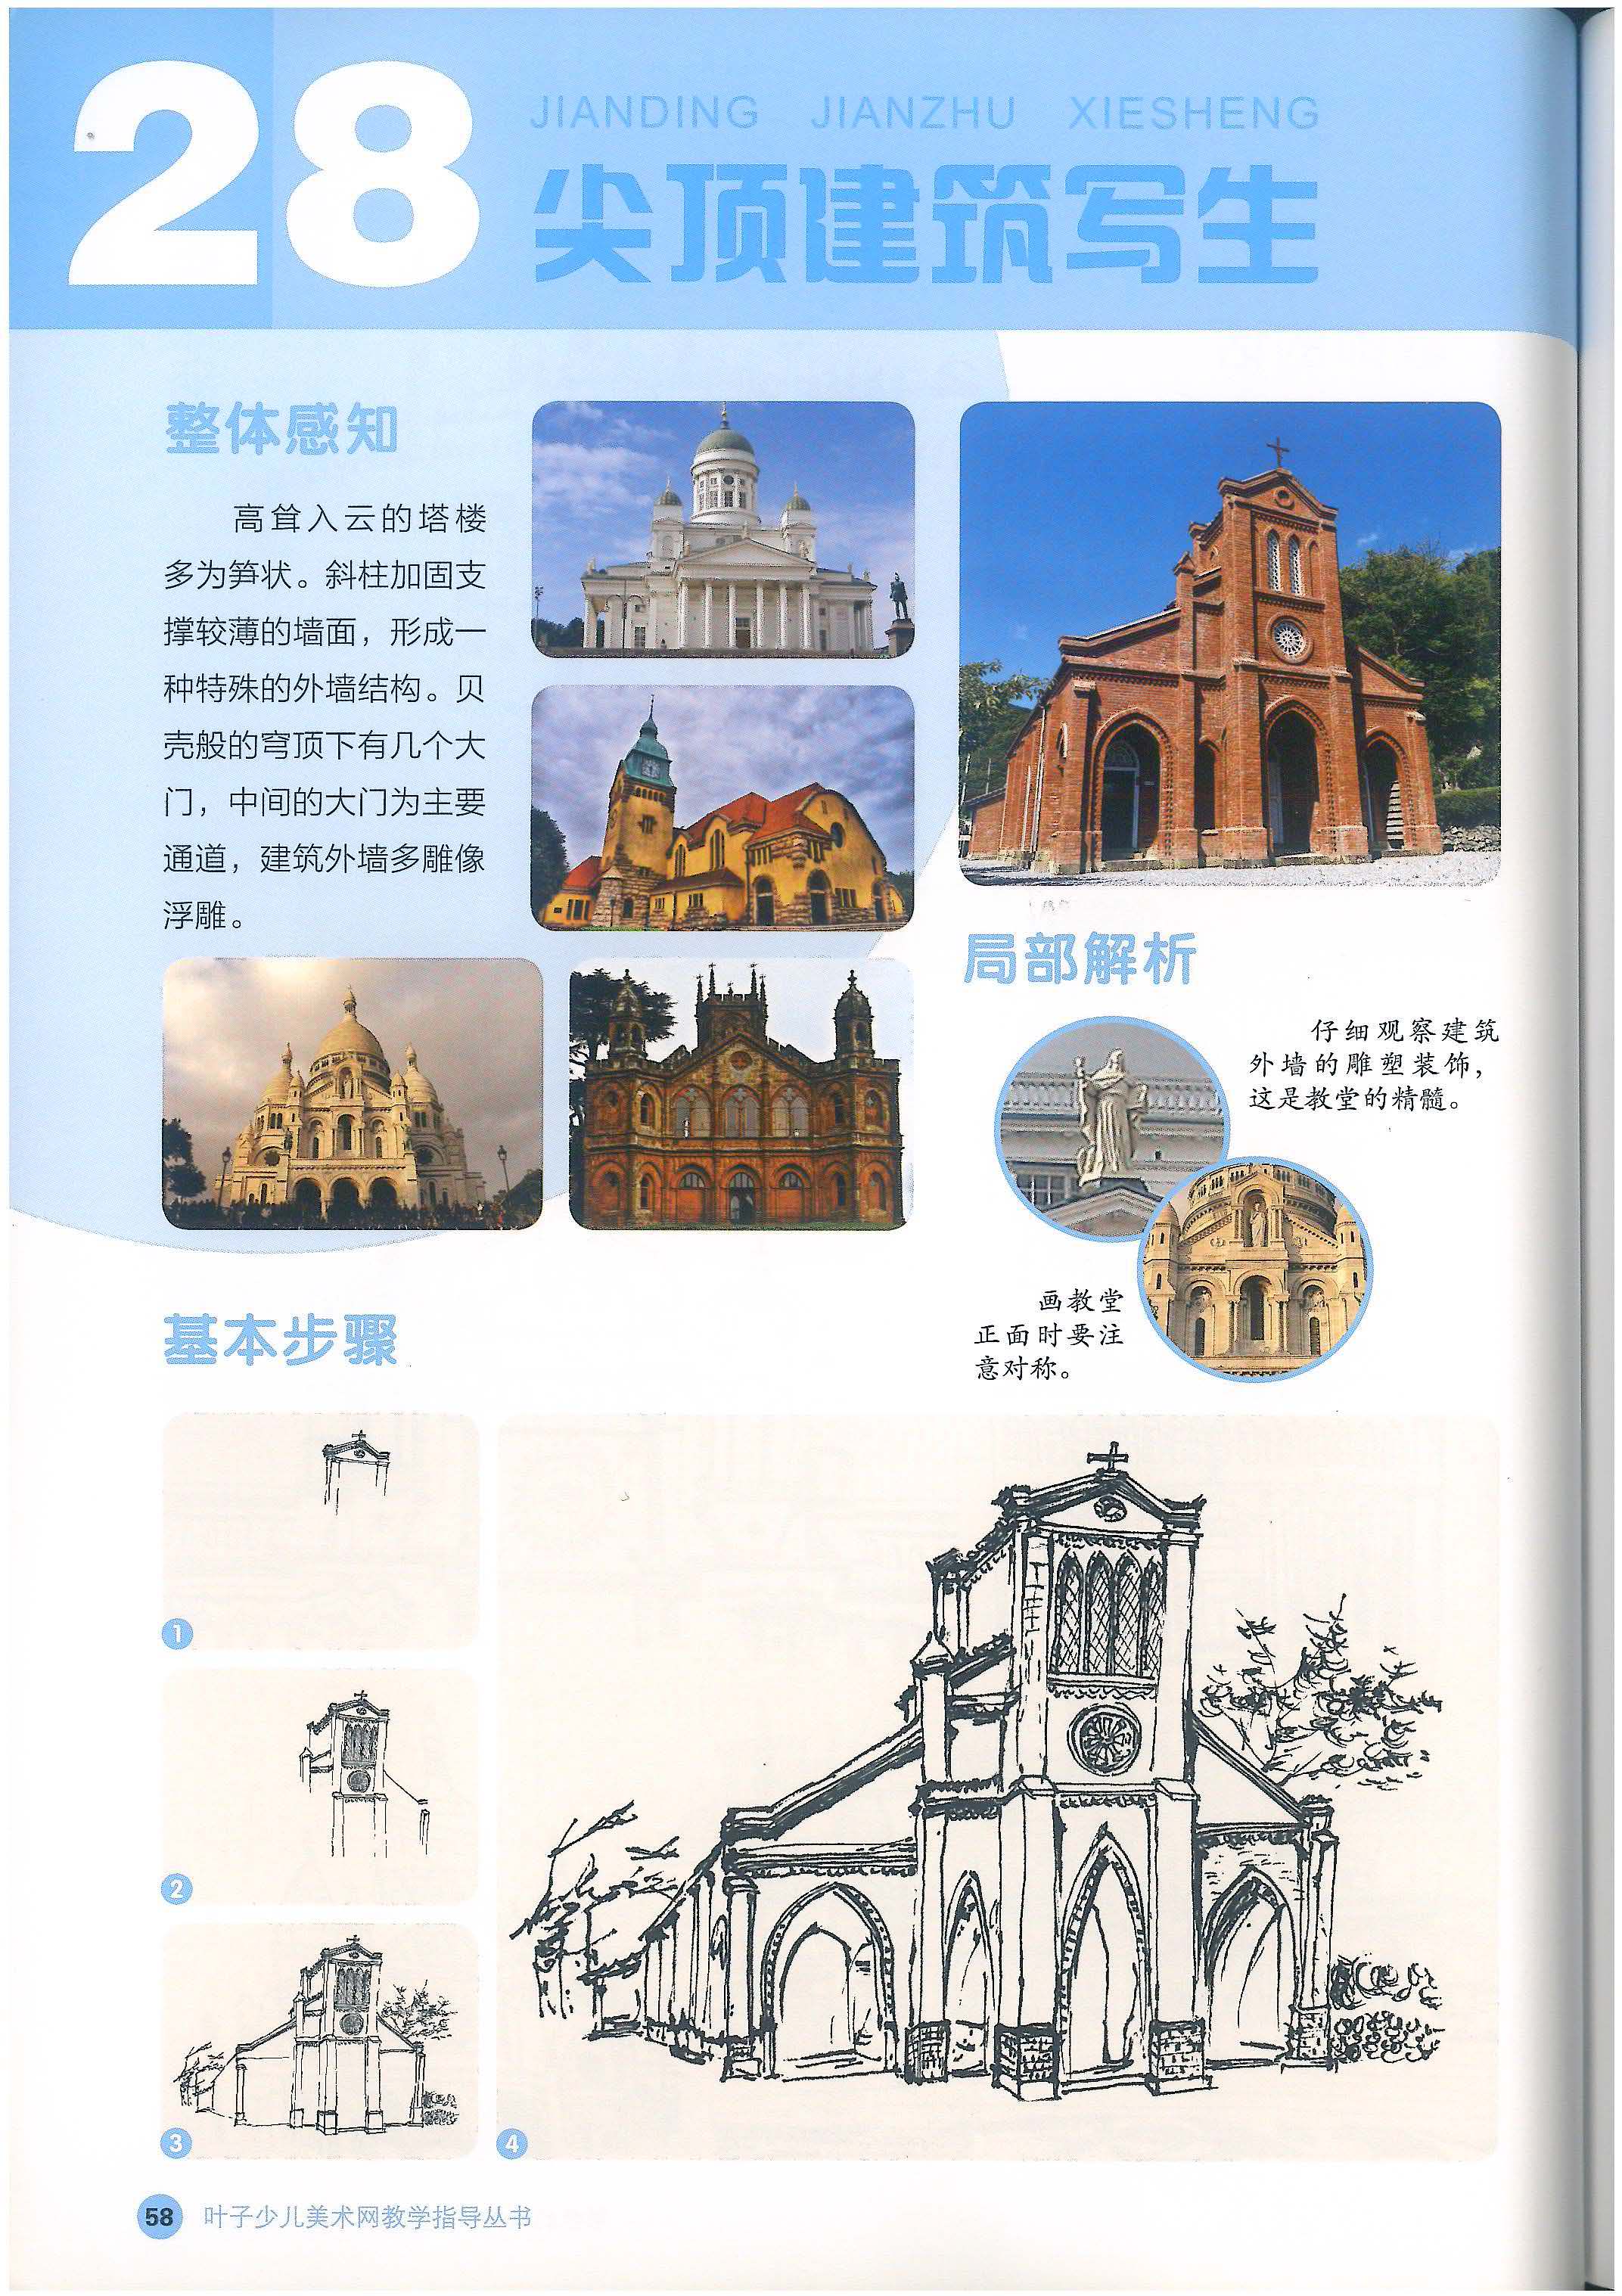 28
JIANDING JIANZHU XIESHENG
尖顶建筑写生
整体感知
高耸入云的塔楼
多为笋状。斜柱加固支
撑较薄的墙面，形成一
种特殊的外墙结构。贝
壳般的穹顶下有几个大
门，中间的大门为主要
通道，建筑外墙多雕像
浮雕。
局部解析
仔细观察建筑
外墙的雕塑装饰，
这是教堂的精髓。
画教堂
正面时要注
意对称。
基本步骤
1
2
3
4
58 叶子少儿美术网教学指导丛书